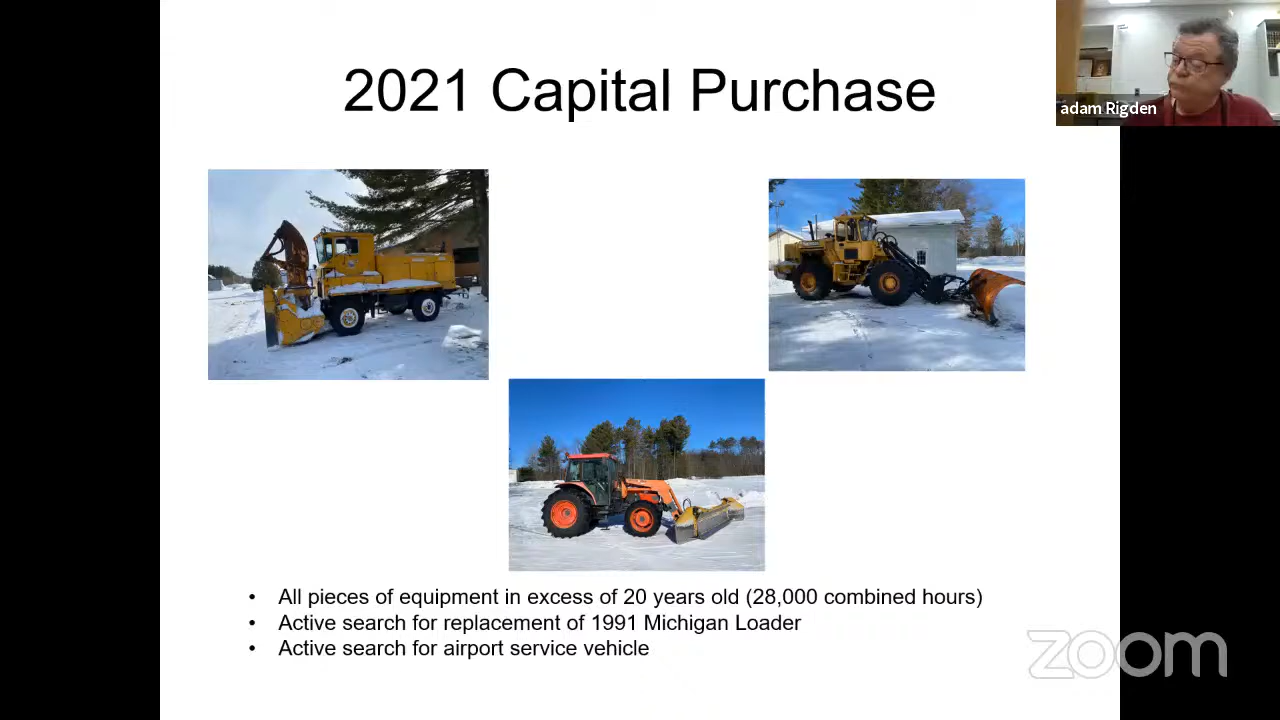 2021 Capital Purchase
adam Rigden
• All pieces of equipment in excess of 20 years old (28,000 combined hours)
• Active search for replacement of 1991 Michigan Loader
• Active search for airport service vehicle
zoom